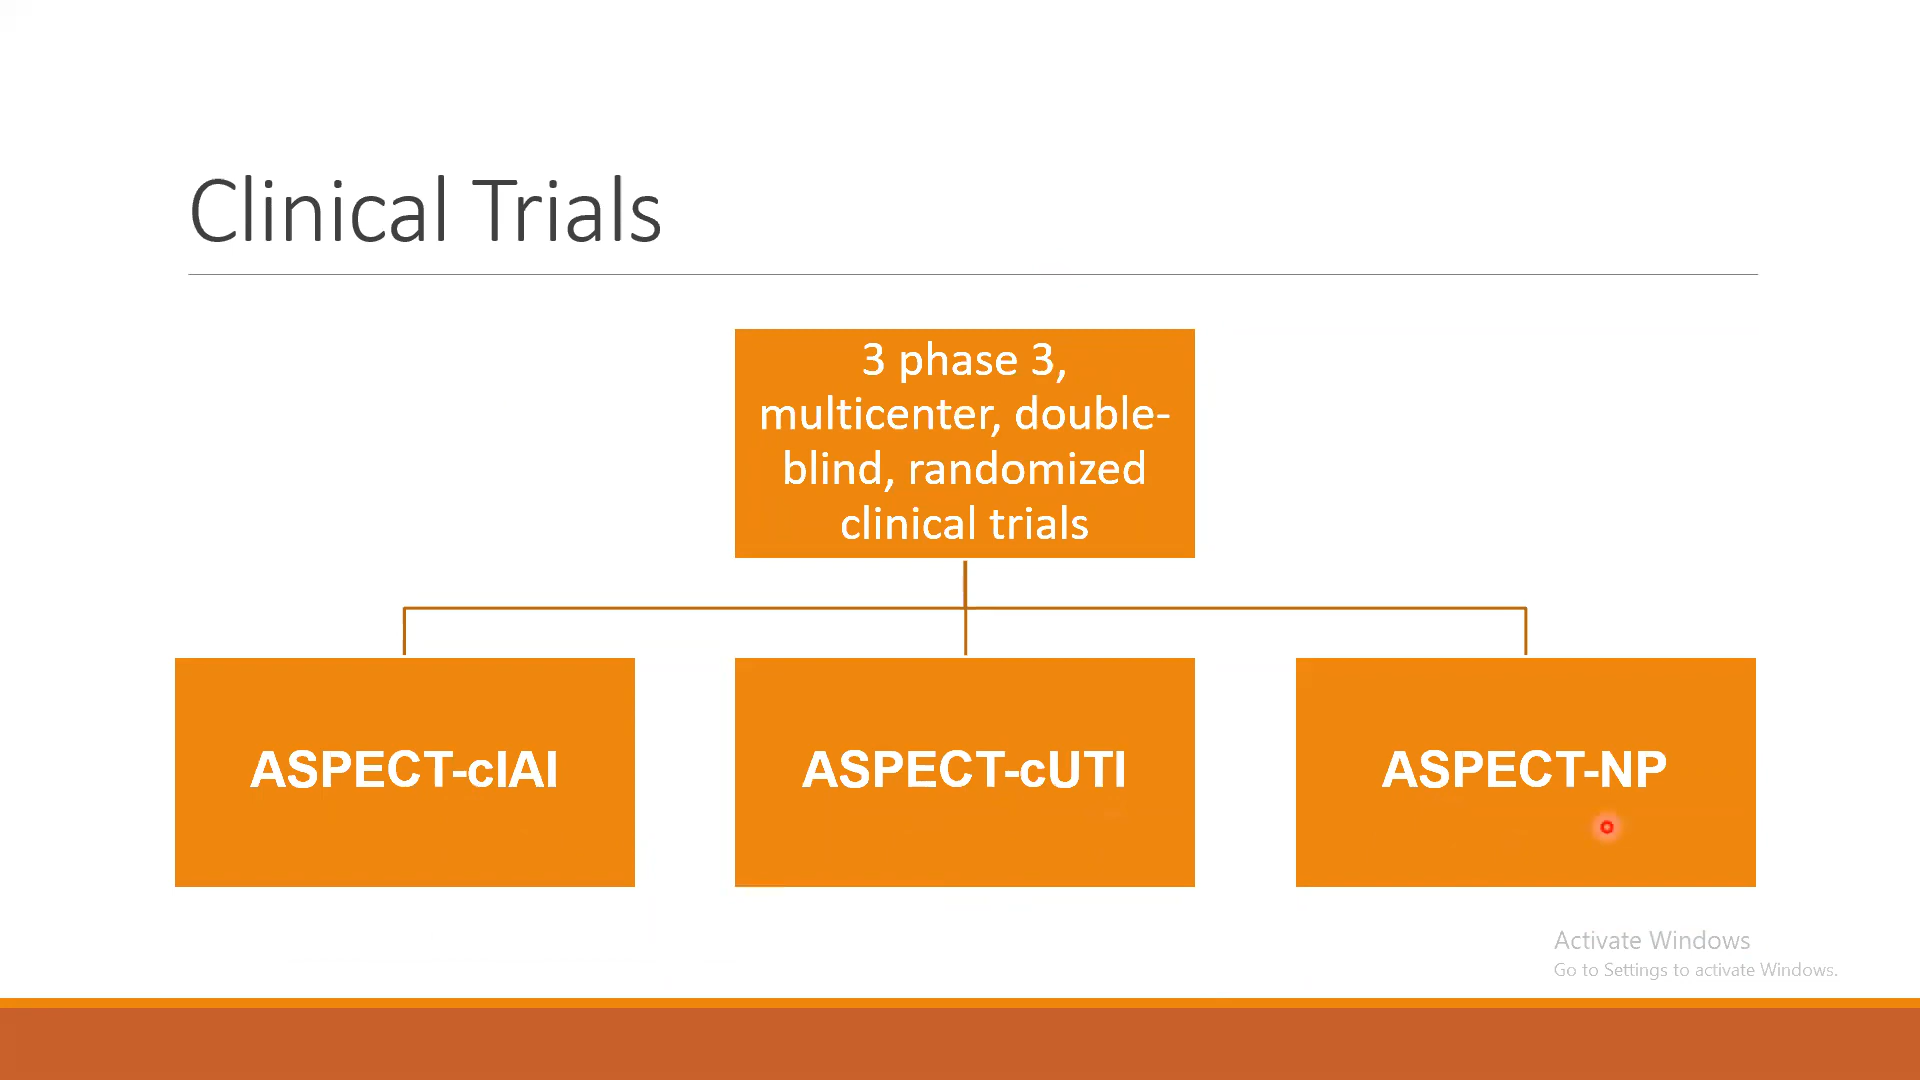 Clinical Trials
3 phase 3,
multicenter, double-
blind, randomized
clinical trials
ASPECT-cIAI
ASPECT-cUTI
ASPECT-NP
Activate Windows
Go to Settings to activate Windows.